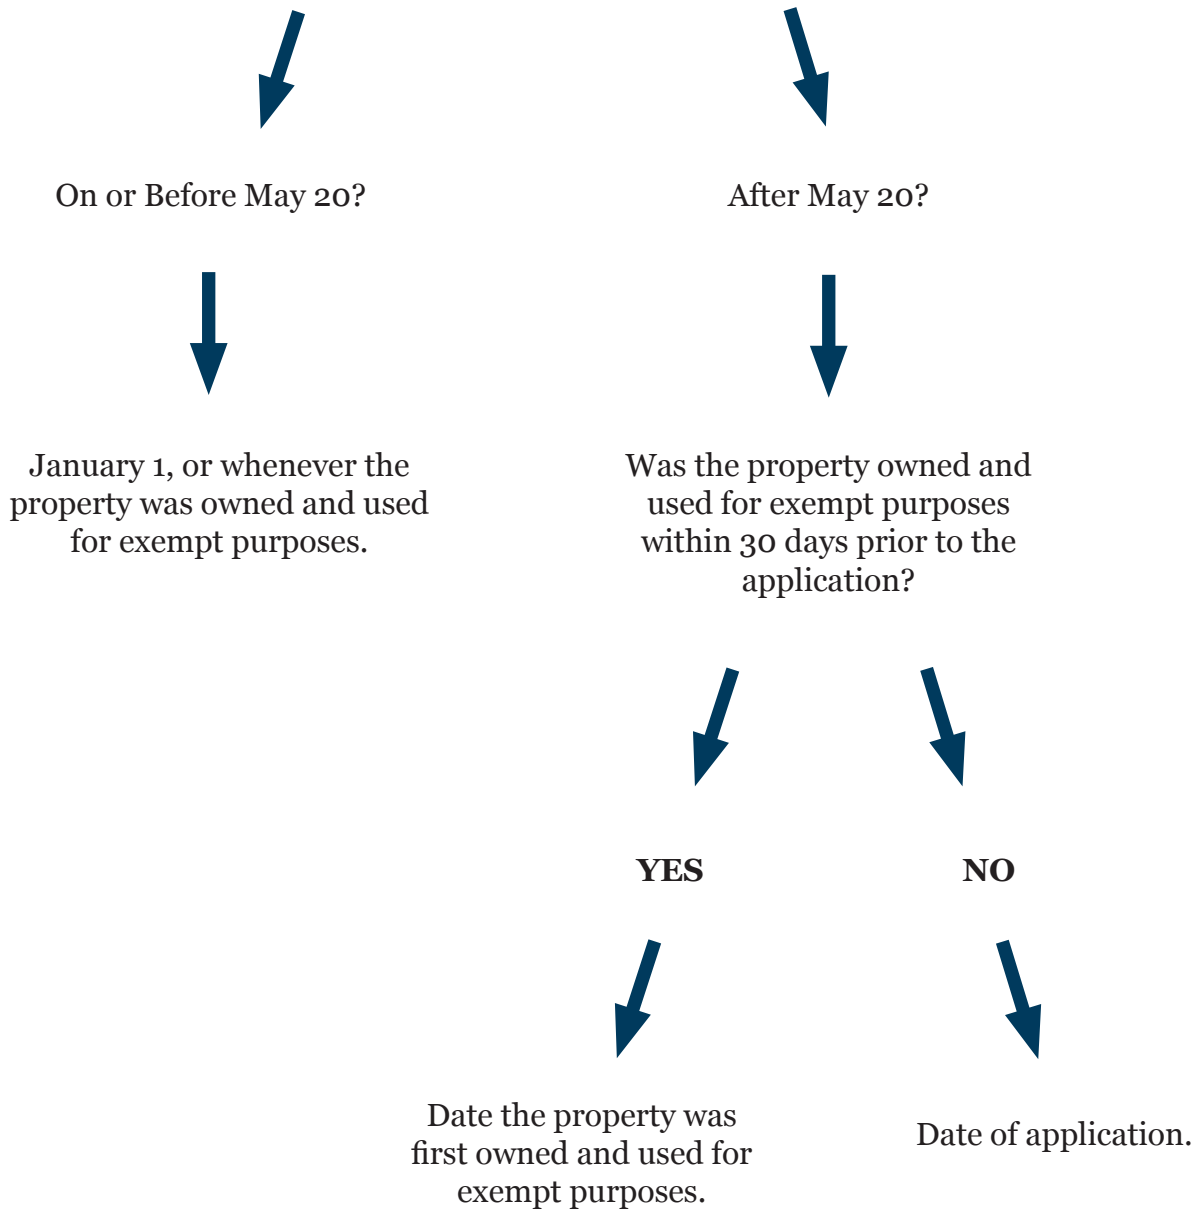 On or Before May 20?
After May 20?
January 1, or whenever the
property was owned and used
for exempt purposes.
Was the property owned and
used for exempt purposes
within 30 days prior to the
application?
YES
NO
Date the property was
first owned and used for
exempt purposes.
Date of application.